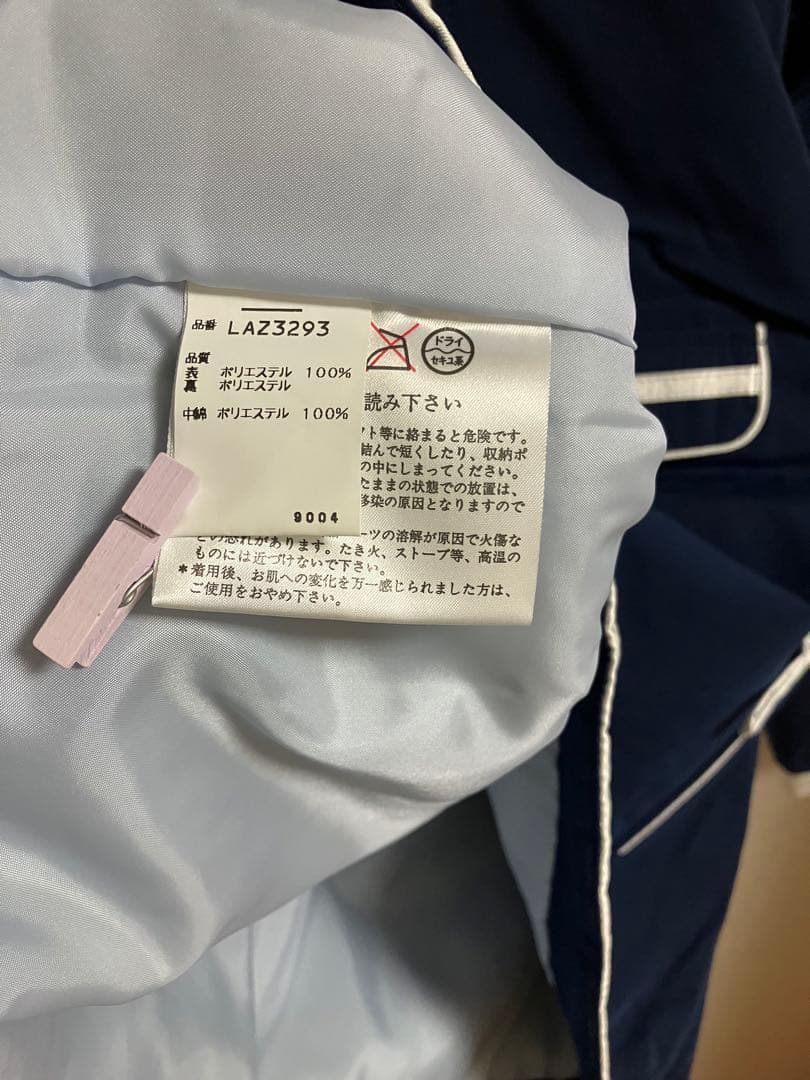 品番 LAZ3293
品質
表 ポリエステル 100%
裏 ポリエステル
中綿 ポリエステル 100%
9004
ドライ
セキユ系
読み下さい
フト等に絡まると危険です。
結んで短くしたり、収納ポ
の中にしまってください。
たままの状態での放置は、
移染の原因となりますので
ーツの溶解が原因で火傷な
どの恐れがあります。たき火、ストーブ等、高温の
ものには近づけないで下さい。
*着用後、お肌への変化を万一感じられました方は、
ご使用をおやめ下さい。